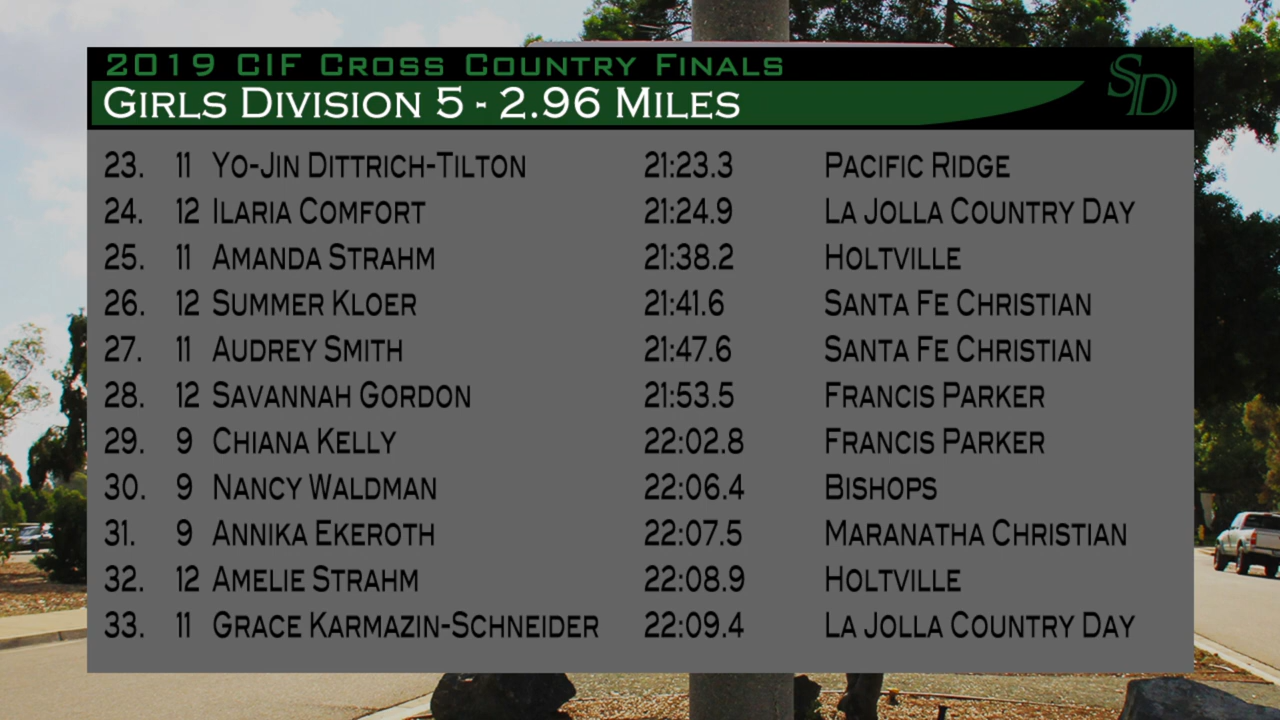 2019 CIF Cross Country Finals
SD
Girls Division 5 - 2.96 Miles
23. 11 Yo-Jin Dittrich-Tilton 21:23.3 Pacific Ridge
24. 12 Ilaria Comfort 21:24.9 La Jolla Country Day
25. 11 Amanda Strahm 21:38.2 Holtville
26. 12 Summer Kloer 21:41.6 Santa Fe Christian
27. 11 Audrey Smith 21:47.6 Santa Fe Christian
28. 12 Savannah Gordon 21:53.5 Francis Parker
29. 9 Chiana Kelly 22:02.8 Francis Parker
30. 9 Nancy Waldman 22:06.4 Bishops
31. 9 Annika Ekeroth 22:07.5 Maranatha Christian
32. 12 Amelie Strahm 22:08.9 Holtville
33. 11 Grace Karmazin-Schneider 22:09.4 La Jolla Country Day